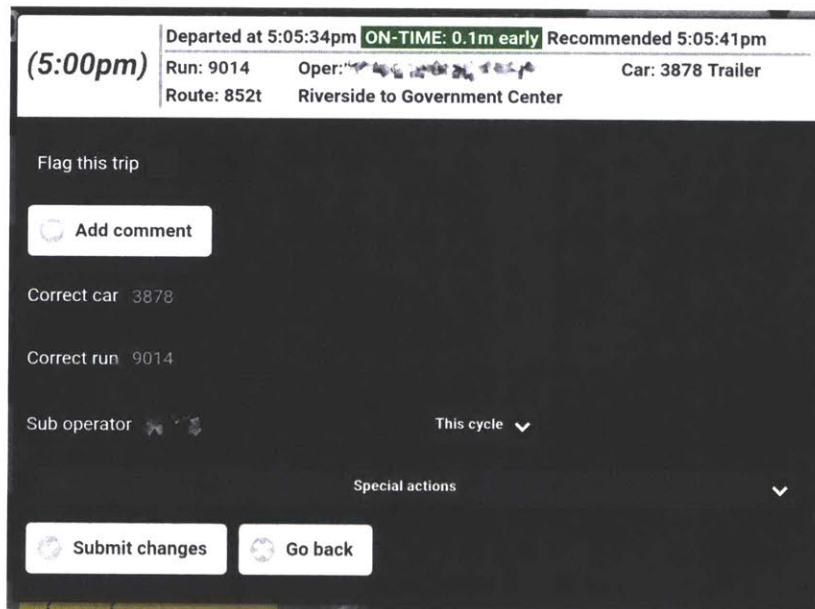 Departed at 5:05:34pm ON-TIME: 0.1m early Recommended 5:05:41pm
(5:00pm)
Run: 9014 Oper: Car: 3878 Trailer
Route: 852t Riverside to Government Center
Flag this trip
Add comment
Correct car 3878
Correct run 9014
Sub operator This cycle
Special actions
Submit changes Go back